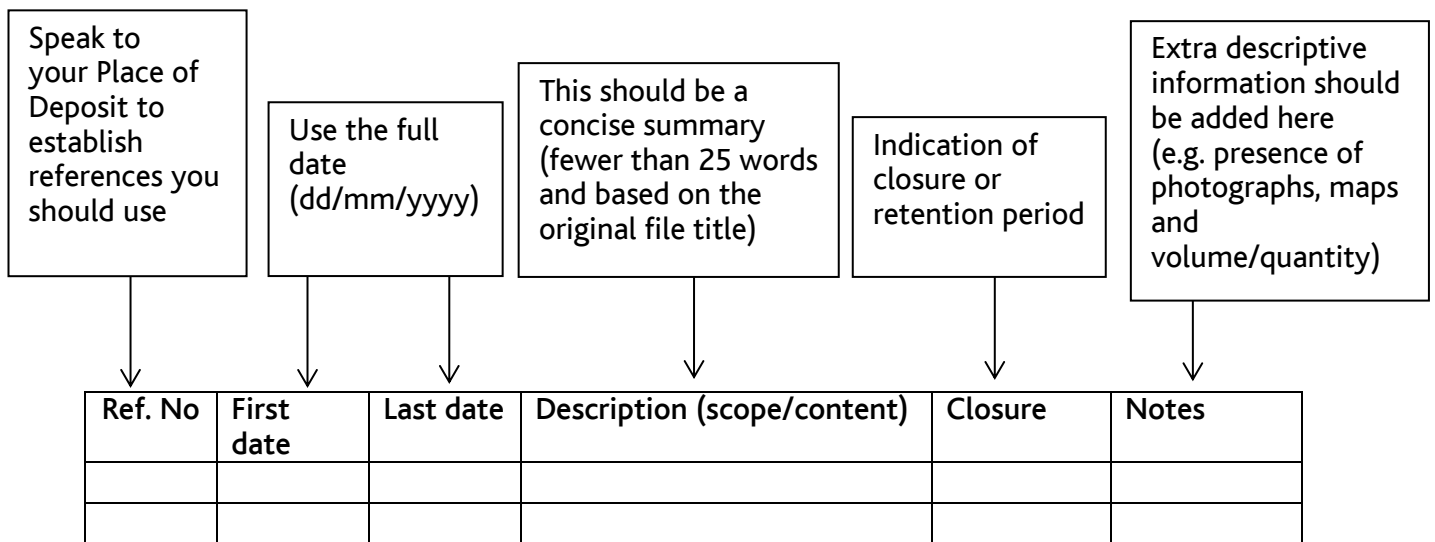 Speak to
your Place of
Deposit to
establish
references you
should use
Use the full
date
(dd/mm/yyyy)
This should be a
concise summary
(fewer than 25 words
and based on the
original file title)
Indication of
closure or
retention period
Extra descriptive
information should
be added here
(e.g. presence of
photographs, maps
and
volume/quantity)
Ref. No
First
date
Last date
Description (scope/content)
Closure
Notes